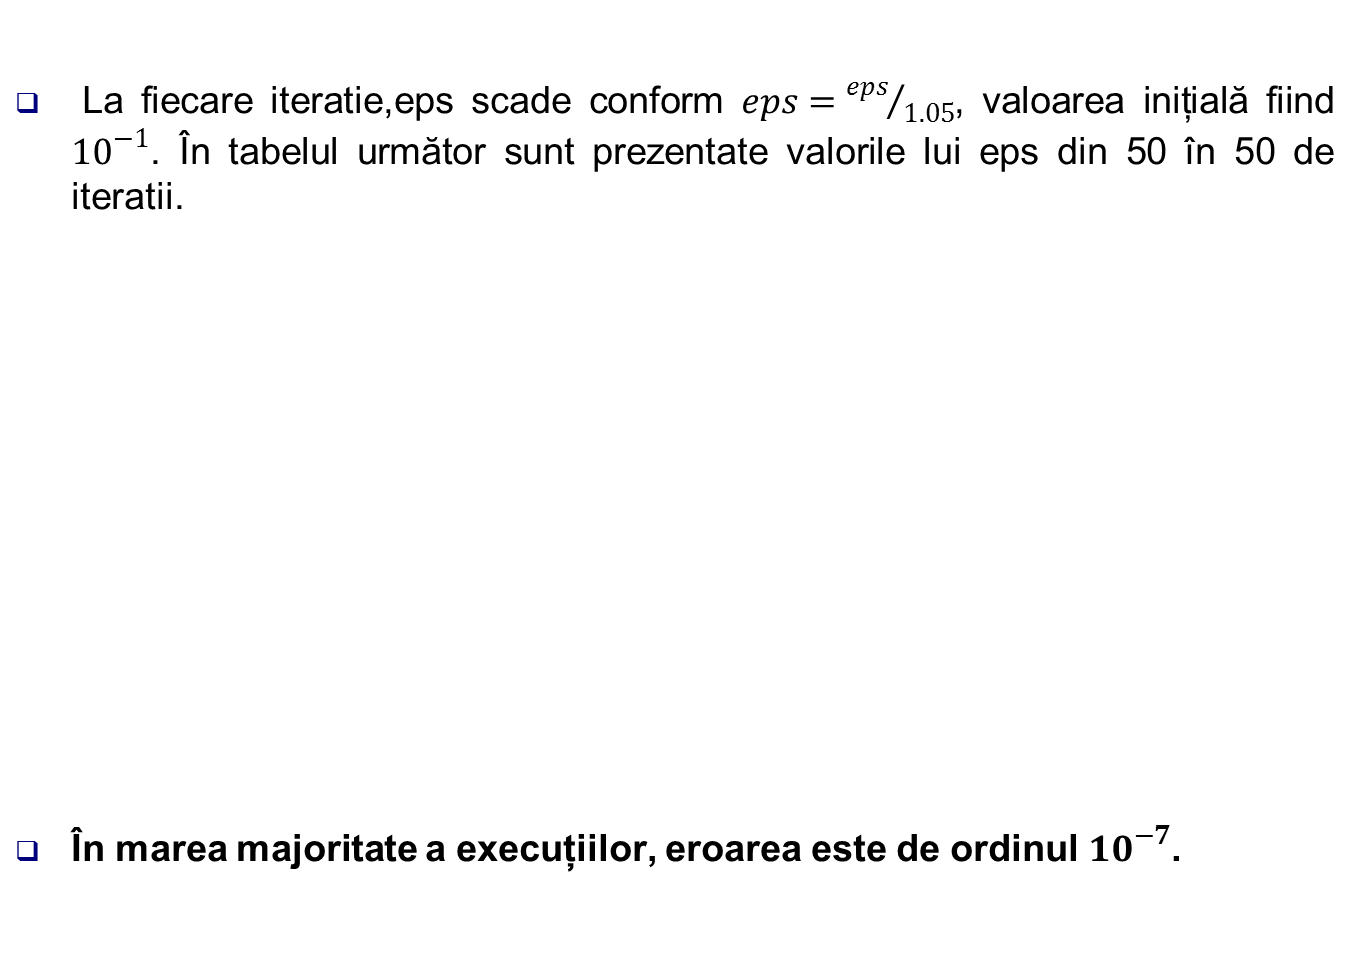 ❑ La fiecare iteratie,eps scade conform eps = eps/1.05, valoarea inițială fiind
10⁻¹. În tabelul următor sunt prezentate valorile lui eps din 50 în 50 de
iteratii.
❑ În marea majoritate a execuțiilor, eroarea este de ordinul 10⁻⁷.